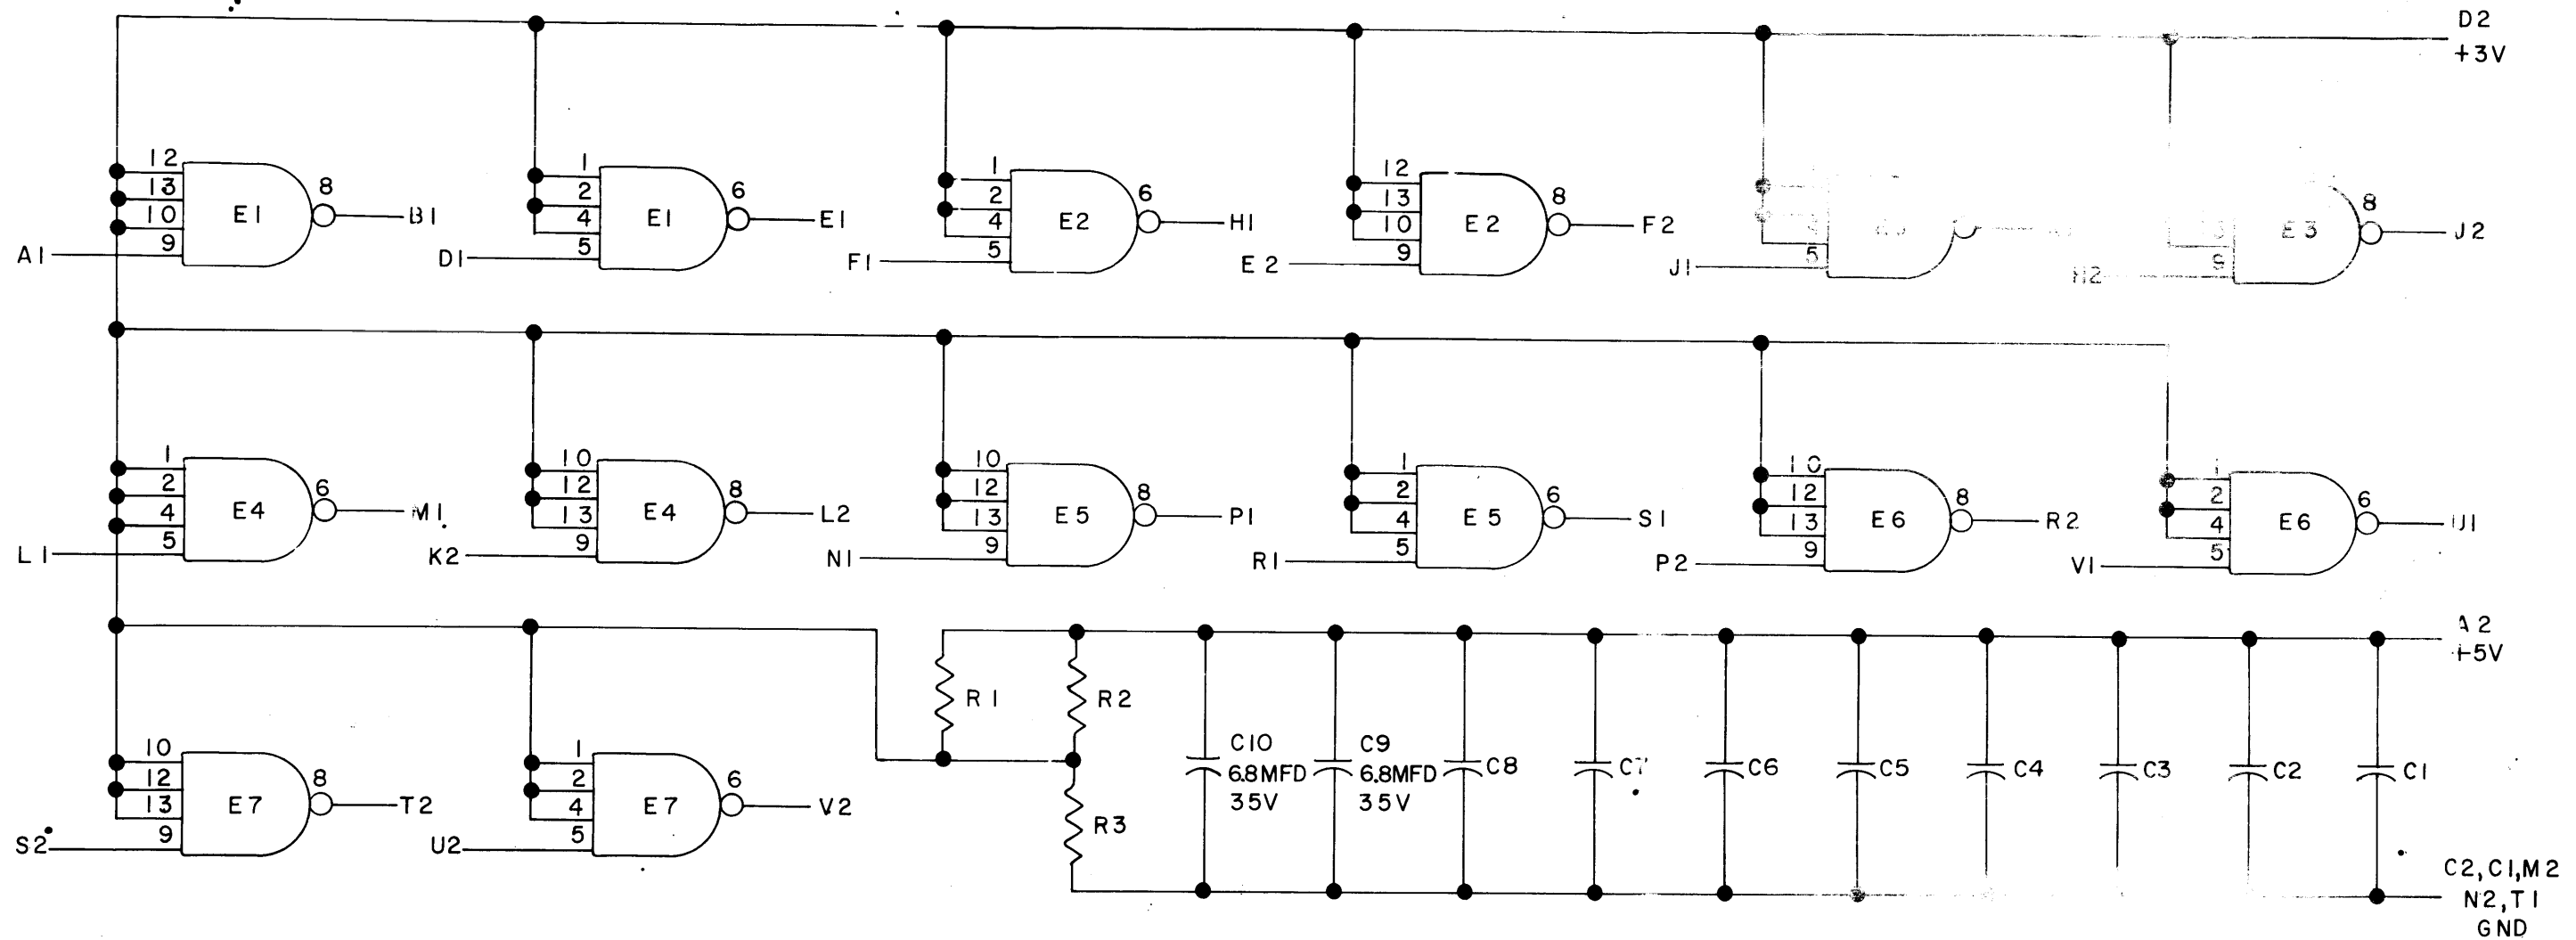 D2
+3V
12
13
10
9
8
E1
A1
B1
1
2
4
5
6
E1
D1
E1
1
2
4
5
6
E2
F1
H1
12
13
10
9
8
E2
E2
F2
5
J1
9
8
E3
H2
J2
1
2
4
5
6
E4
L1
M1
10
12
13
9
8
E4
K2
L2
10
12
13
9
8
E5
N1
P1
1
2
4
5
6
E5
R1
S1
10
12
13
9
8
E6
P2
R2
1
2
4
5
6
E6
V1
U1
A2
+5V
10
12
13
9
8
E7
S2
T2
1
2
4
5
6
E7
U2
V2
R1
R2
R3
C10
6.8MFD
35V
C9
6.8MFD
35V
C8
C7
C6
C5
C4
C3
C2
C1
C2,C1,M2
N2,T1
GND